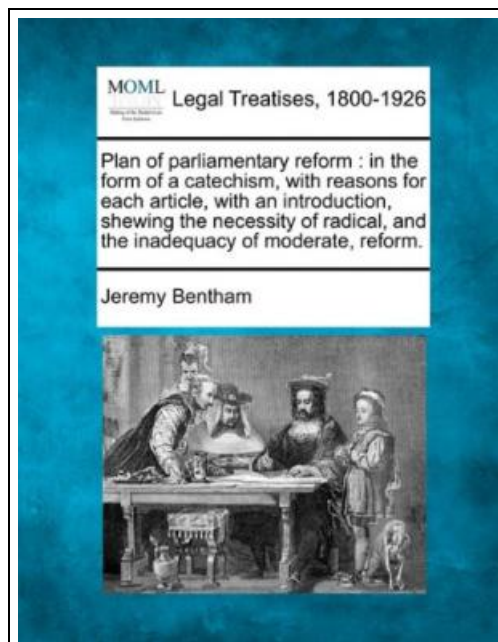 MOML
Legal Treatises, 1800-1926
Plan of parliamentary reform : in the
form of a catechism, with reasons for
each article, with an introduction,
shewing the necessity of radical, and
the inadequacy of moderate, reform.
Jeremy Bentham